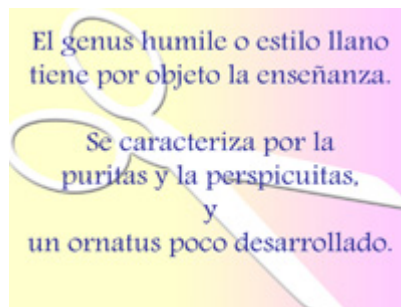 El genus humile o estilo llano
tiene por objeto la enseñanza.
Se caracteriza por la
puritas y la perspicuitas,
y
un ornatus poco desarrollado.